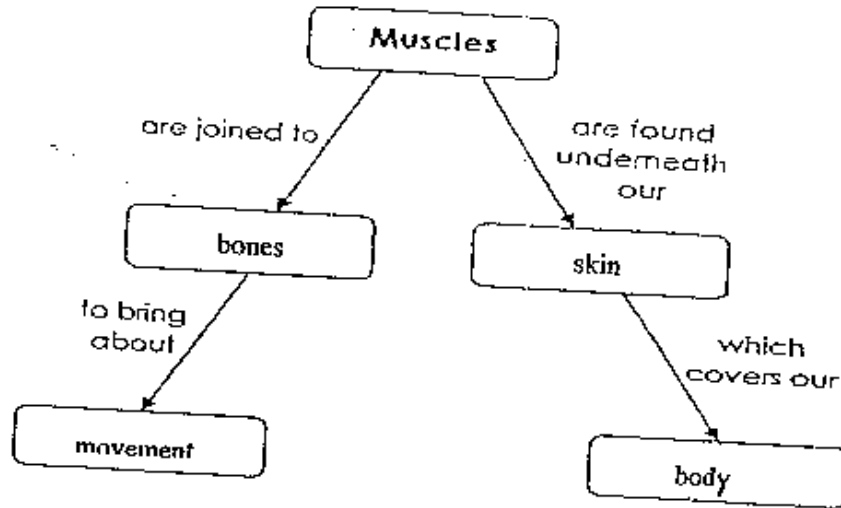 Muscles
are joined to
are found
underneath
our
bones
skin
to bring
about
which
covers our
movement
body